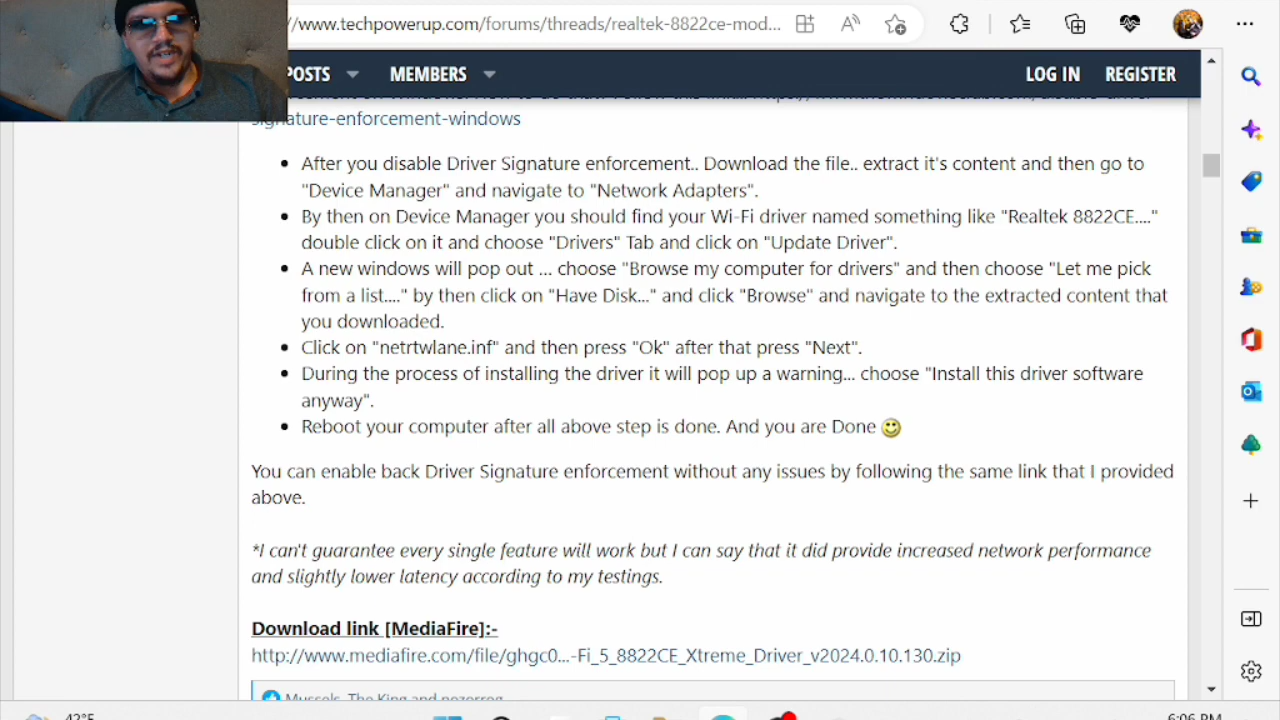 //www.techpowerup.com/forums/threads/realtek-8822ce-mod...
POSTS MEMBERS LOG IN REGISTER
signature-enforcement-windows
After you disable Driver Signature enforcement.. Download the file.. extract it's content and then go to
"Device Manager" and navigate to "Network Adapters".
By then on Device Manager you should find your Wi-Fi driver named something like "Realtek 8822CE...."
double click on it and choose "Drivers" Tab and click on "Update Driver".
A new windows will pop out ... choose "Browse my computer for drivers" and then choose "Let me pick
from a list...." by then click on "Have Disk..." and click "Browse" and navigate to the extracted content that
you downloaded.
Click on "netrtwlane.inf" and then press "Ok" after that press "Next".
During the process of installing the driver it will pop up a warning... choose "Install this driver software
anyway".
Reboot your computer after all above step is done. And you are Done
You can enable back Driver Signature enforcement without any issues by following the same link that I provided
above.
*I can't guarantee every single feature will work but I can say that it did provide increased network performance
and slightly lower latency according to my testings.
Download link [MediaFire]:-
http://www.mediafire.com/file/ghgc0...-Fi_5_8822CE_Xtreme_Driver_v2024.0.10.130.zip
Mussels, The King and nozorrog
42°F
6:06 PM